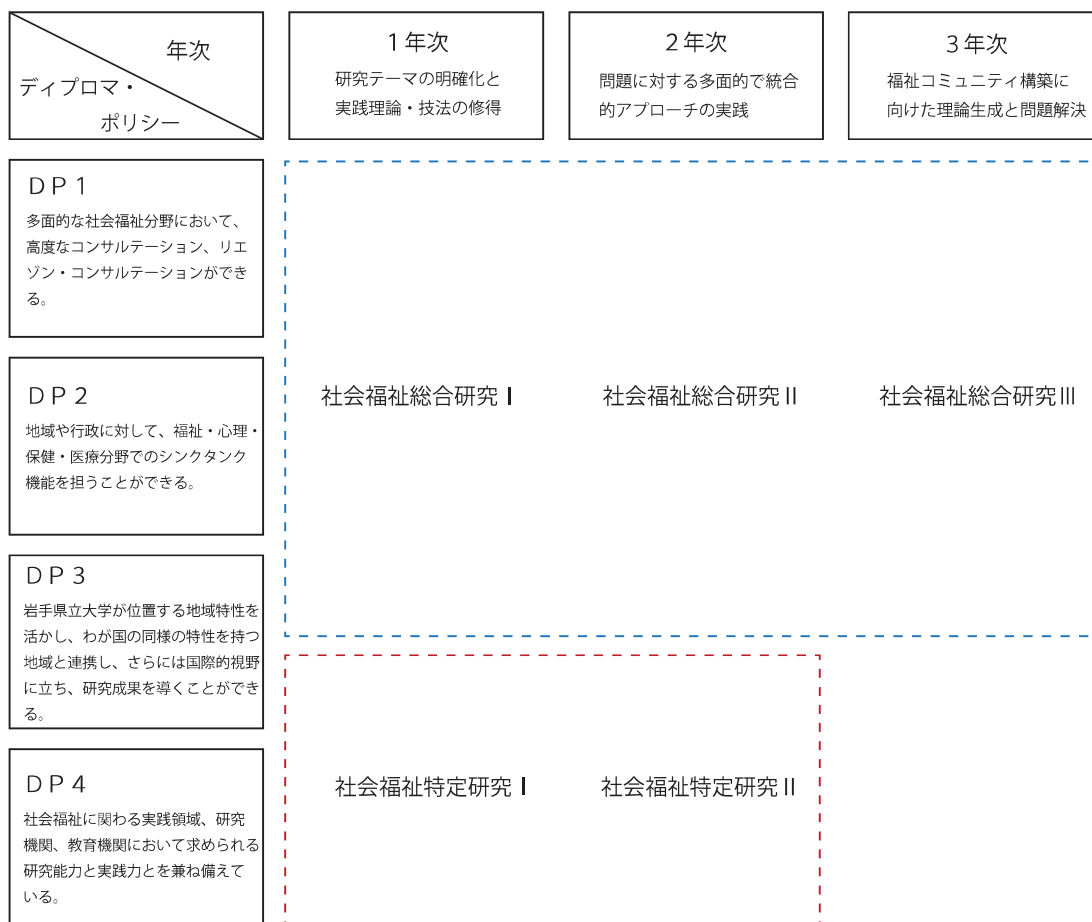 年次
ディプロマ・
ポリシー
1年次
研究テーマの明確化と
実践理論・技法の修得
2年次
問題に対する多面的で統合
的アプローチの実践
3年次
福祉コミュニティ構築に
向けた理論生成と問題解決
DP1
多面的な社会福祉分野において、
高度なコンサルテーション、リエ
ゾン・コンサルテーションができ
る。
DP2
地域や行政に対して、福祉・心理・
保健・医療分野でのシンクタンク
機能を担うことができる。
社会福祉総合研究Ⅰ
社会福祉総合研究Ⅱ
社会福祉総合研究Ⅲ
DP3
岩手県立大学が位置する地域特性を
活かし、わが国の同様の特性を持つ
地域と連携し、さらには国際的視野
に立ち、研究成果を導くことができ
る。
DP4
社会福祉に関わる実践領域、研究
機関、教育機関において求められる
研究能力と実践力とを兼ね備えて
いる。
社会福祉特定研究Ⅰ
社会福祉特定研究Ⅱ